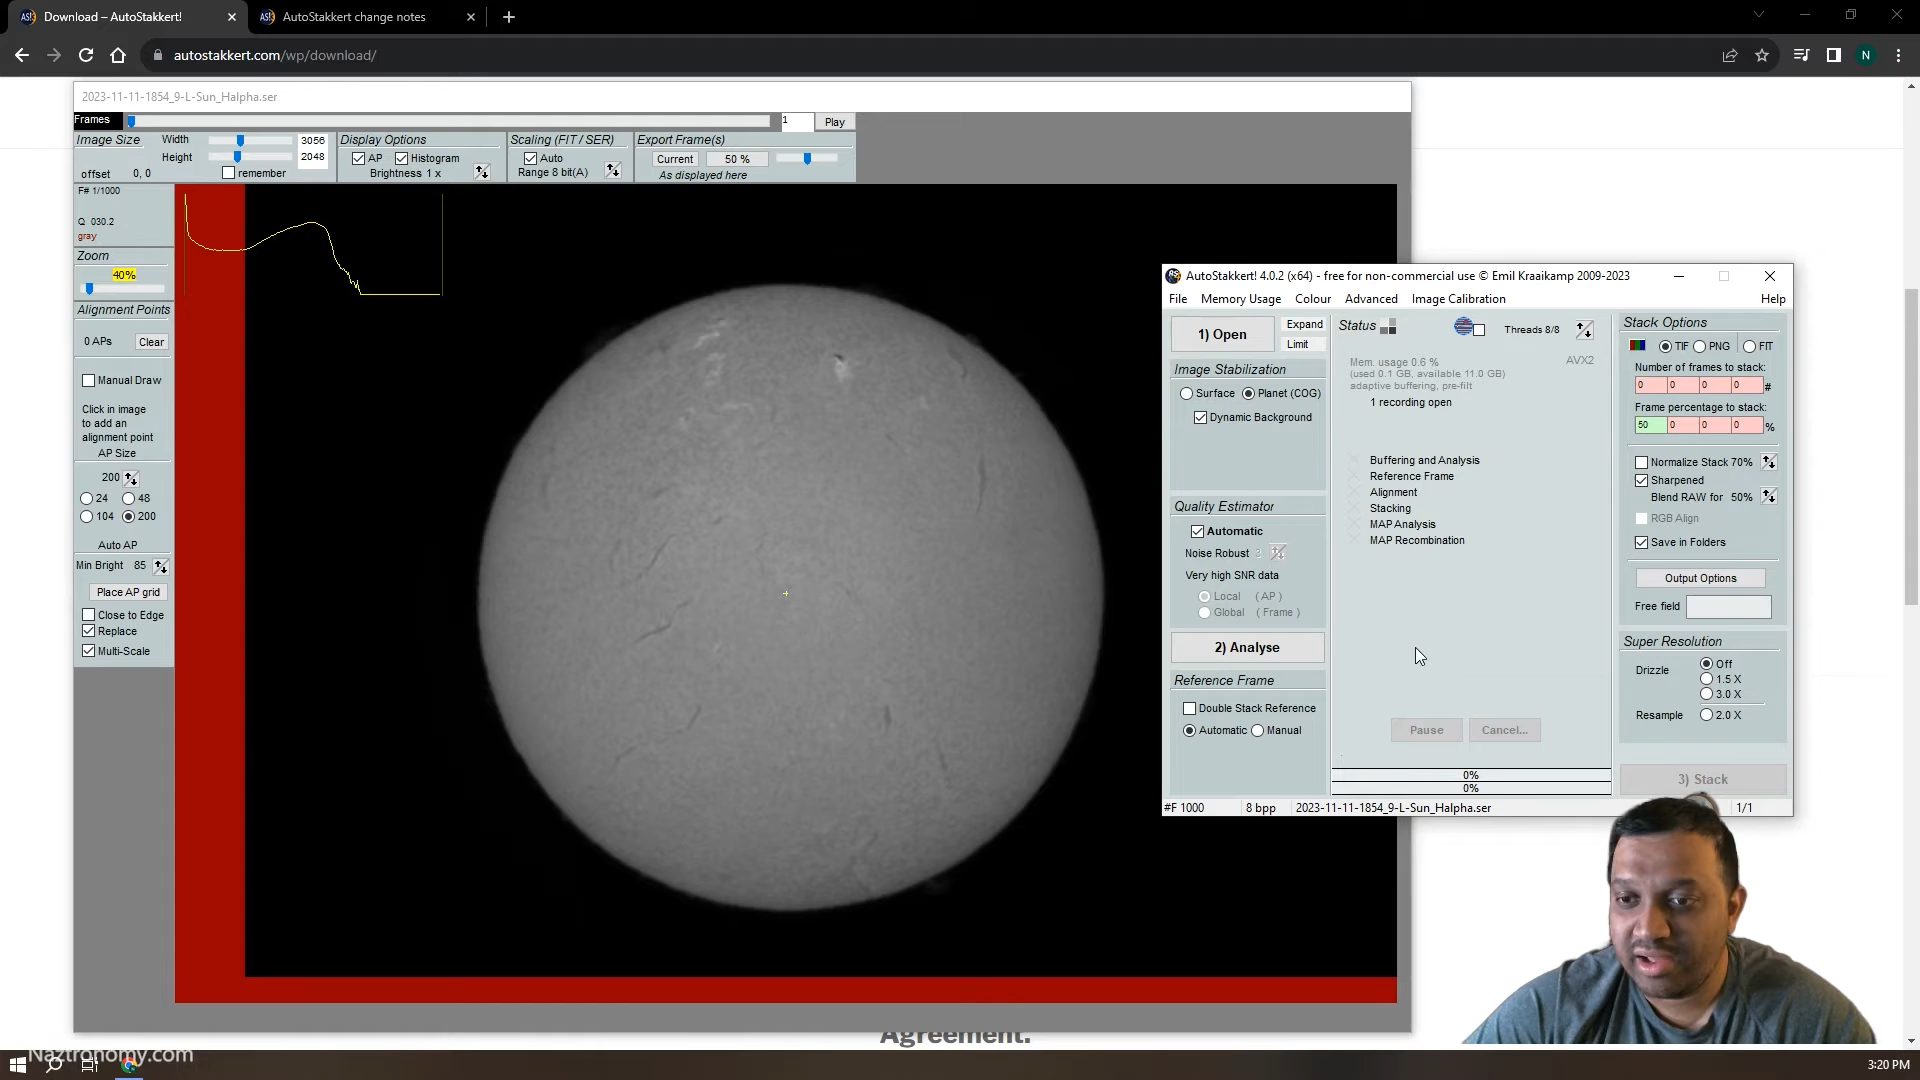 Download – AutoStakkert!
AutoStakkert change notes
autostakkert.com/wp/download/
N
2023-11-11-1854_9-L-Sun_Halpha.ser
Frames
1
Play
Image Size
Width
3056
Height
2048
offset 0, 0
remember
Display Options
AP
Histogram
Brightness 1 x
Scaling (FIT / SER)
Auto
Range 8 bit(A)
Export Frame(s)
Current
50 %
As displayed here
F# 1/1000
Q 030.2
gray
Zoom
40%
Alignment Points
0 APs
Clear
Manual Draw
Click in image
to add an
alignment point
AP Size
200
24
48
104
200
Auto AP
Min Bright 85
Place AP grid
Close to Edge
Replace
Multi-Scale
AutoStakkert! 4.0.2 (x64) - free for non-commercial use © Emil Kraaikamp 2009-2023
File
Memory Usage
Colour
Advanced
Image Calibration
Help
1) Open
Expand
Limit
Image Stabilization
Surface
Planet (COG)
Dynamic Background
Quality Estimator
Automatic
Noise Robust 3
Very high SNR data
Local (AP)
Global (Frame)
2) Analyse
Reference Frame
Double Stack Reference
Automatic
Manual
Status
Threads 8/8
Mem. usage 0.6 %
AVX2
(used 0.1 GB, available 11.0 GB)
adaptive buffering, pre-filt
1 recording open
Buffering and Analysis
Reference Frame
Alignment
Stacking
MAP Analysis
MAP Recombination
Pause
Cancel...
0%
0%
Stack Options
TIF
PNG
FIT
Number of frames to stack:
0 0 0 0 #
Frame percentage to stack:
50 0 0 0 %
Normalize Stack 70%
Sharpened
Blend RAW for 50%
RGB Align
Save in Folders
Output Options
Free field
Super Resolution
Drizzle
Off
1.5 X
3.0 X
Resample
2.0 X
3) Stack
#F 1000
8 bpp
2023-11-11-1854_9-L-Sun_Halpha.ser
1/1
Agreement.
Naztronomy.com
3:20 PM